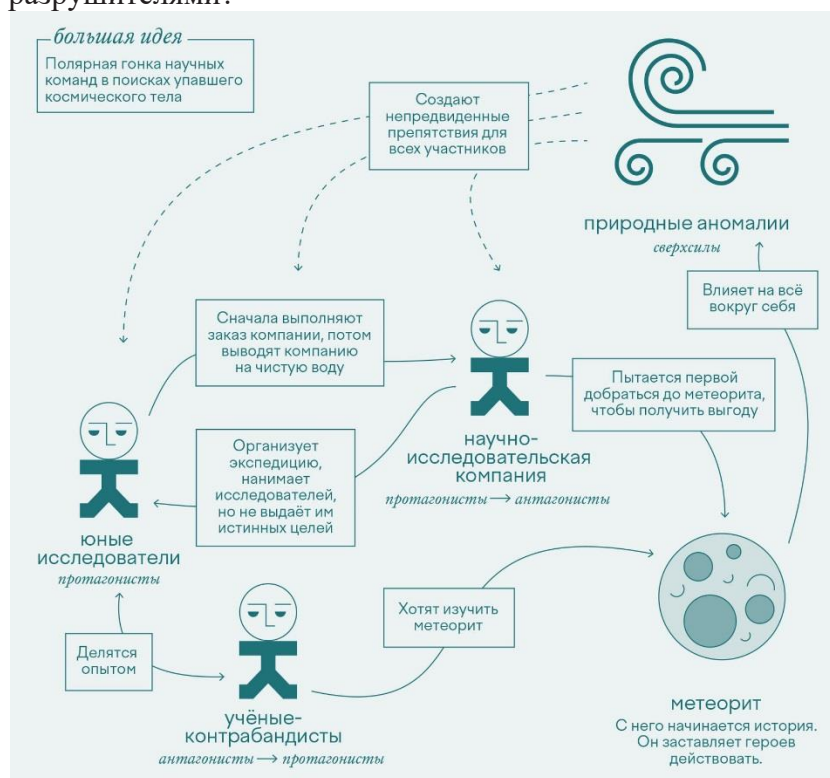 разрушителями?
большая идея
Полярная гонка научных
команд в поисках упавшего
космического тела
Создают
непредвиденные
препятствия для
всех участников
природные аномалии
сверхсилы
Влияет на всё
вокруг себя
Сначала выполняют
заказ компании, потом
выводят компанию
на чистую воду
Пытается первой
добраться до метеорита,
чтобы получить выгоду
научно-
исследовательская
компания
протагонисты → антагонисты
Организует
экспедицию,
нанимает
исследователей,
но не выдаёт им
истинных целей
юные
исследователи
протагонисты
Хотят изучить
метеорит
Делятся
опытом
учёные-
контрабандисты
антагонисты → протагонисты
метеорит
С него начинается история.
Он заставляет героев
действовать.